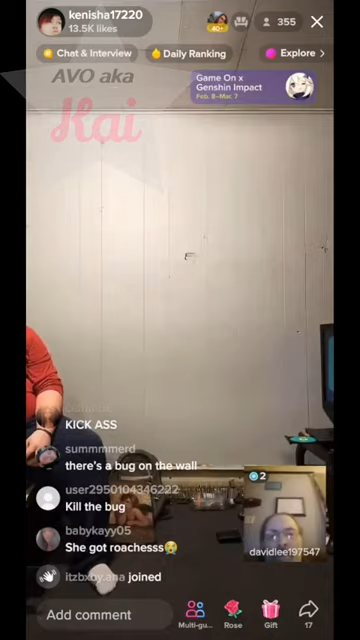 kenisha17220
13.5K likes
40+
355
Chat & Interview
Daily Ranking
Explore
AVO aka
Kai
Game On x
Genshin Impact
Feb. 8–Mar. 7
KICK ASS
summmmerd
there's a bug on the wall
user2950104346222
Kill the bug
babykayy05
She got roachesss😭
itzbxby.ana joined
2
davidlee197547
Add comment
Multi-gu...
Rose
Gift
17